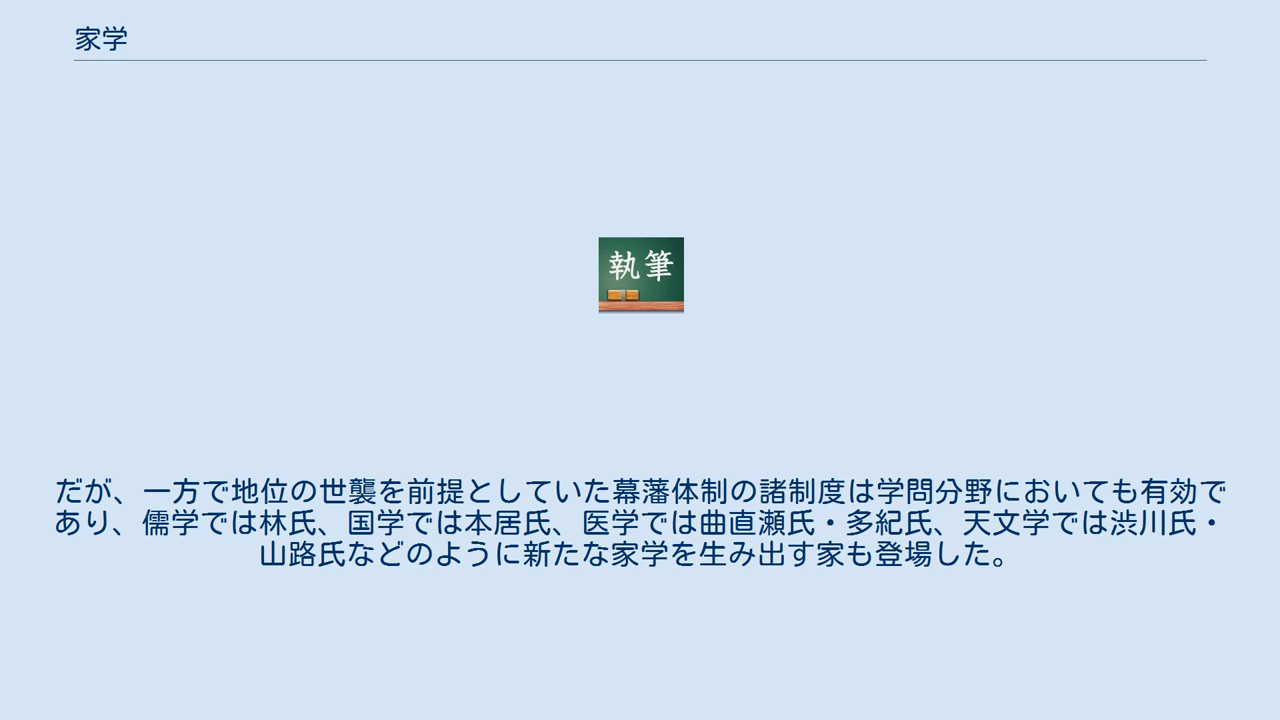 家学
執筆
だが、一方で地位の世襲を前提としていた幕藩体制の諸制度は学問分野においても有効で
あり、儒学では林氏、国学では本居氏、医学では曲直瀬氏・多紀氏、天文学では渋川氏・
山路氏などのように新たな家学を生み出す家も登場した。